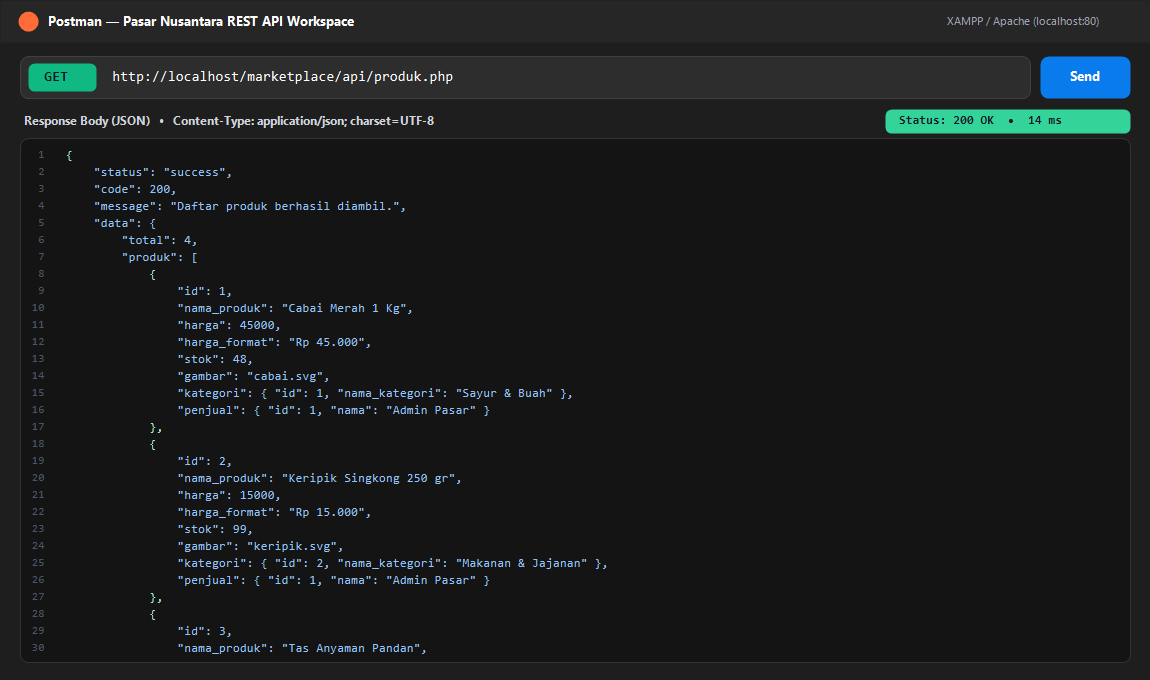 Postman — Pasar Nusantara REST API Workspace
XAMPP / Apache (localhost:80)
GET
http://localhost/marketplace/api/produk.php
Send
Response Body (JSON) • Content-Type: application/json; charset=UTF-8
Status: 200 OK • 14 ms
1 {
2 "status": "success",
3 "code": 200,
4 "message": "Daftar produk berhasil diambil.",
5 "data": {
6 "total": 4,
7 "produk": [
8 {
9 "id": 1,
10 "nama_produk": "Cabai Merah 1 Kg",
11 "harga": 45000,
12 "harga_format": "Rp 45.000",
13 "stok": 48,
14 "gambar": "cabai.svg",
15 "kategori": { "id": 1, "nama_kategori": "Sayur & Buah" },
16 "penjual": { "id": 1, "nama": "Admin Pasar" }
17 },
18 {
19 "id": 2,
20 "nama_produk": "Keripik Singkong 250 gr",
21 "harga": 15000,
22 "harga_format": "Rp 15.000",
23 "stok": 99,
24 "gambar": "keripik.svg",
25 "kategori": { "id": 2, "nama_kategori": "Makanan & Jajanan" },
26 "penjual": { "id": 1, "nama": "Admin Pasar" }
27 },
28 {
29 "id": 3,
30 "nama_produk": "Tas Anyaman Pandan",